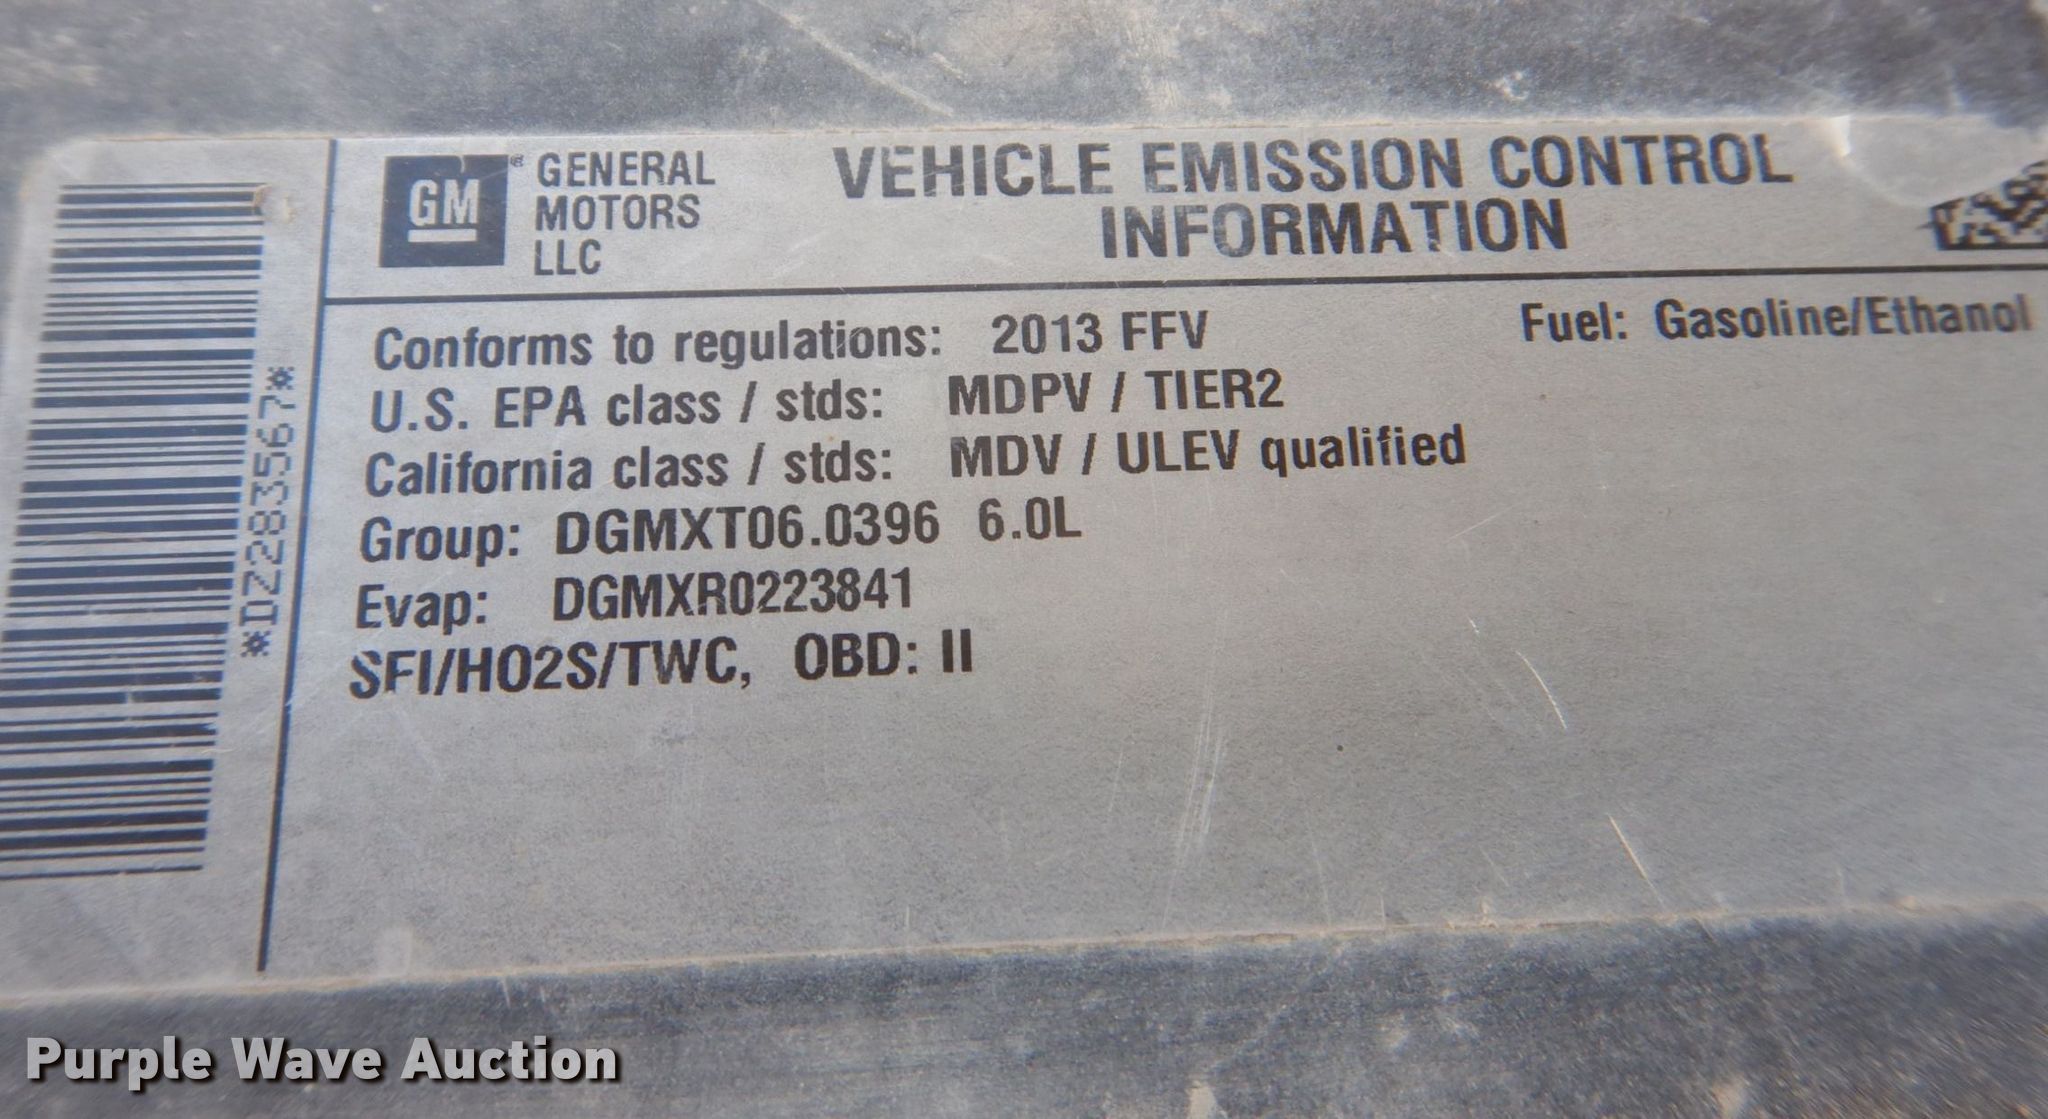 GM® GENERAL MOTORS LLC
VEHICLE EMISSION CONTROL
INFORMATION
Conforms to regulations: 2013 FFV Fuel: Gasoline/Ethanol
U.S. EPA class / stds: MDPV / TIER2
California class / stds: MDV / ULEV qualified
Group: DGMXT06.0396 6.0L
Evap: DGMXR0223841
SFI/HO2S/TWC, OBD: II
*DZ283567*
Purple Wave Auction